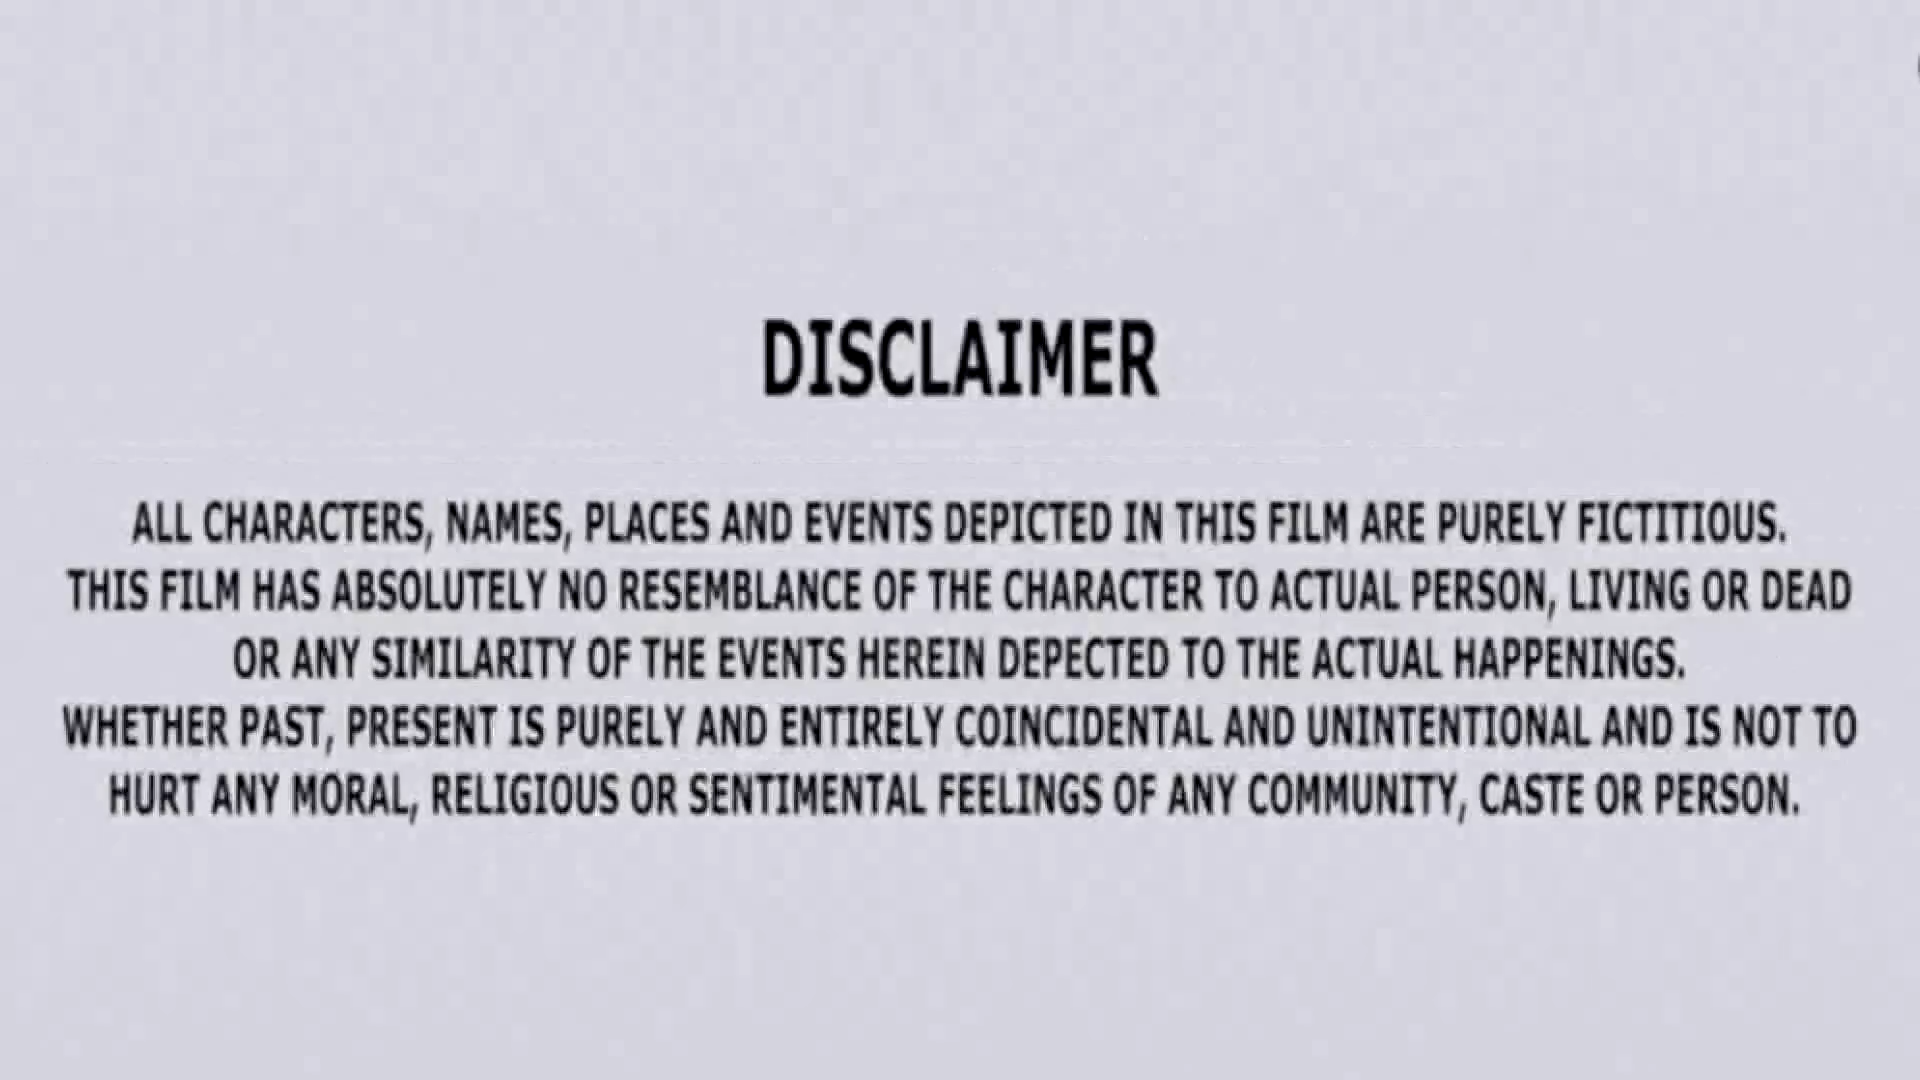 DISCLAIMER
ALL CHARACTERS, NAMES, PLACES AND EVENTS DEPICTED IN THIS FILM ARE PURELY FICTITIOUS.
THIS FILM HAS ABSOLUTELY NO RESEMBLANCE OF THE CHARACTER TO ACTUAL PERSON, LIVING OR DEAD
OR ANY SIMILARITY OF THE EVENTS HEREIN DEPECTED TO THE ACTUAL HAPPENINGS.
WHETHER PAST, PRESENT IS PURELY AND ENTIRELY COINCIDENTAL AND UNINTENTIONAL AND IS NOT TO
HURT ANY MORAL, RELIGIOUS OR SENTIMENTAL FEELINGS OF ANY COMMUNITY, CASTE OR PERSON.